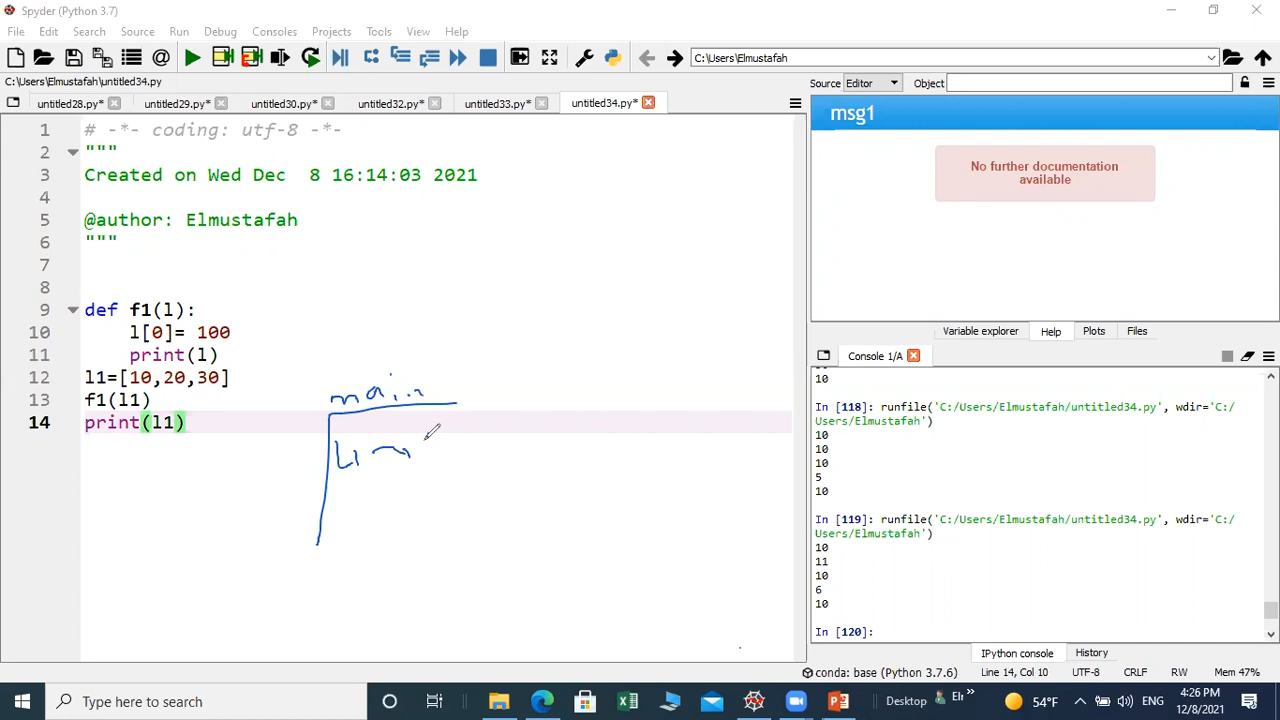 Spyder (Python 3.7)
File Edit Search Source Run Debug Consoles Projects Tools View Help
C:\Users\Elmustafah
C:\Users\Elmustafah\untitled34.py
untitled28.py* untitled29.py* untitled30.py* untitled32.py* untitled33.py* untitled34.py*
1 # -*- coding: utf-8 -*-
2 """
3 Created on Wed Dec  8 16:14:03 2021
4
5 @author: Elmustafah
6 """
7
8
9 def f1(l):
10 l[0]= 100
11 print(l)
12 l1=[10,20,30]
13 f1(l1)
14 print(l1)
main
L1
Source Editor Object
msg1
No further documentation
available
Variable explorer Help Plots Files
Console 1/A
10
In [118]: runfile('C:/Users/Elmustafah/untitled34.py', wdir='C:/
Users/Elmustafah')
10
10
10
5
10
In [119]: runfile('C:/Users/Elmustafah/untitled34.py', wdir='C:/
Users/Elmustafah')
10
11
10
6
10
In [120]:
IPython console History
conda: base (Python 3.7.6) Line 14, Col 10 UTF-8 CRLF RW Mem 47%
Type here to search
Desktop
54°F
ENG
4:26 PM
12/8/2021